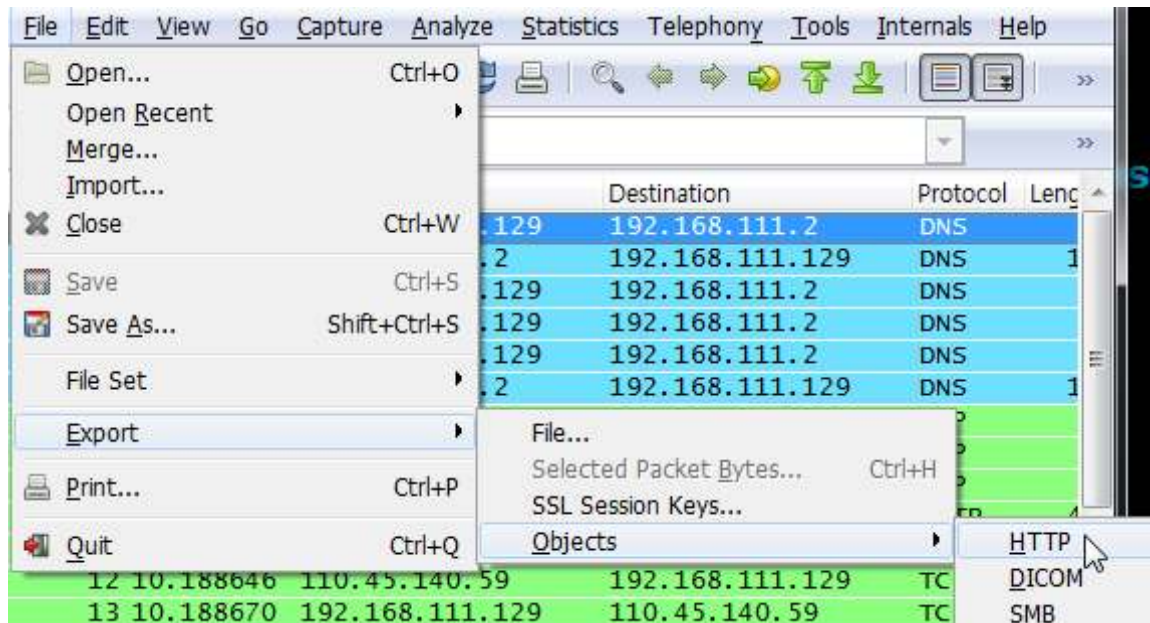 File Edit View Go Capture Analyze Statistics Telephony Tools Internals Help
Open... Ctrl+O
Open Recent
Merge...
Import...
Close Ctrl+W
Save Ctrl+S
Save As... Shift+Ctrl+S
File Set
Export
Print... Ctrl+P
Quit Ctrl+Q
Destination Protocol Leng
.129 192.168.111.2 DNS
.2 192.168.111.129 DNS 1
.129 192.168.111.2 DNS
.129 192.168.111.2 DNS
.129 192.168.111.2 DNS
.2 192.168.111.129 DNS 1
File...
Selected Packet Bytes... Ctrl+H
SSL Session Keys...
Objects
HTTP
DICOM
SMB
12 10.188646 110.45.140.59 192.168.111.129 TC
13 10.188670 192.168.111.129 110.45.140.59 TC